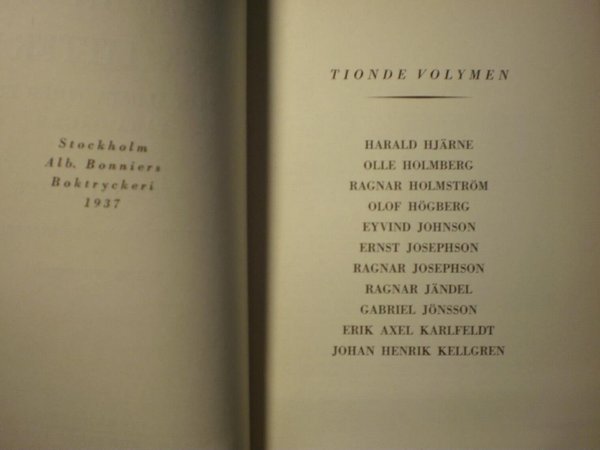 Stockholm
Alb. Bonniers
Boktryckeri
1937
TIONDE VOLYMEN
HARALD HJÄRNE
OLLE HOLMBERG
RAGNAR HOLMSTRÖM
OLOF HÖGBERG
EYVIND JOHNSON
ERNST JOSEPHSON
RAGNAR JOSEPHSON
RAGNAR JÄNDEL
GABRIEL JÖNSSON
ERIK AXEL KARLFELDT
JOHAN HENRIK KELLGREN